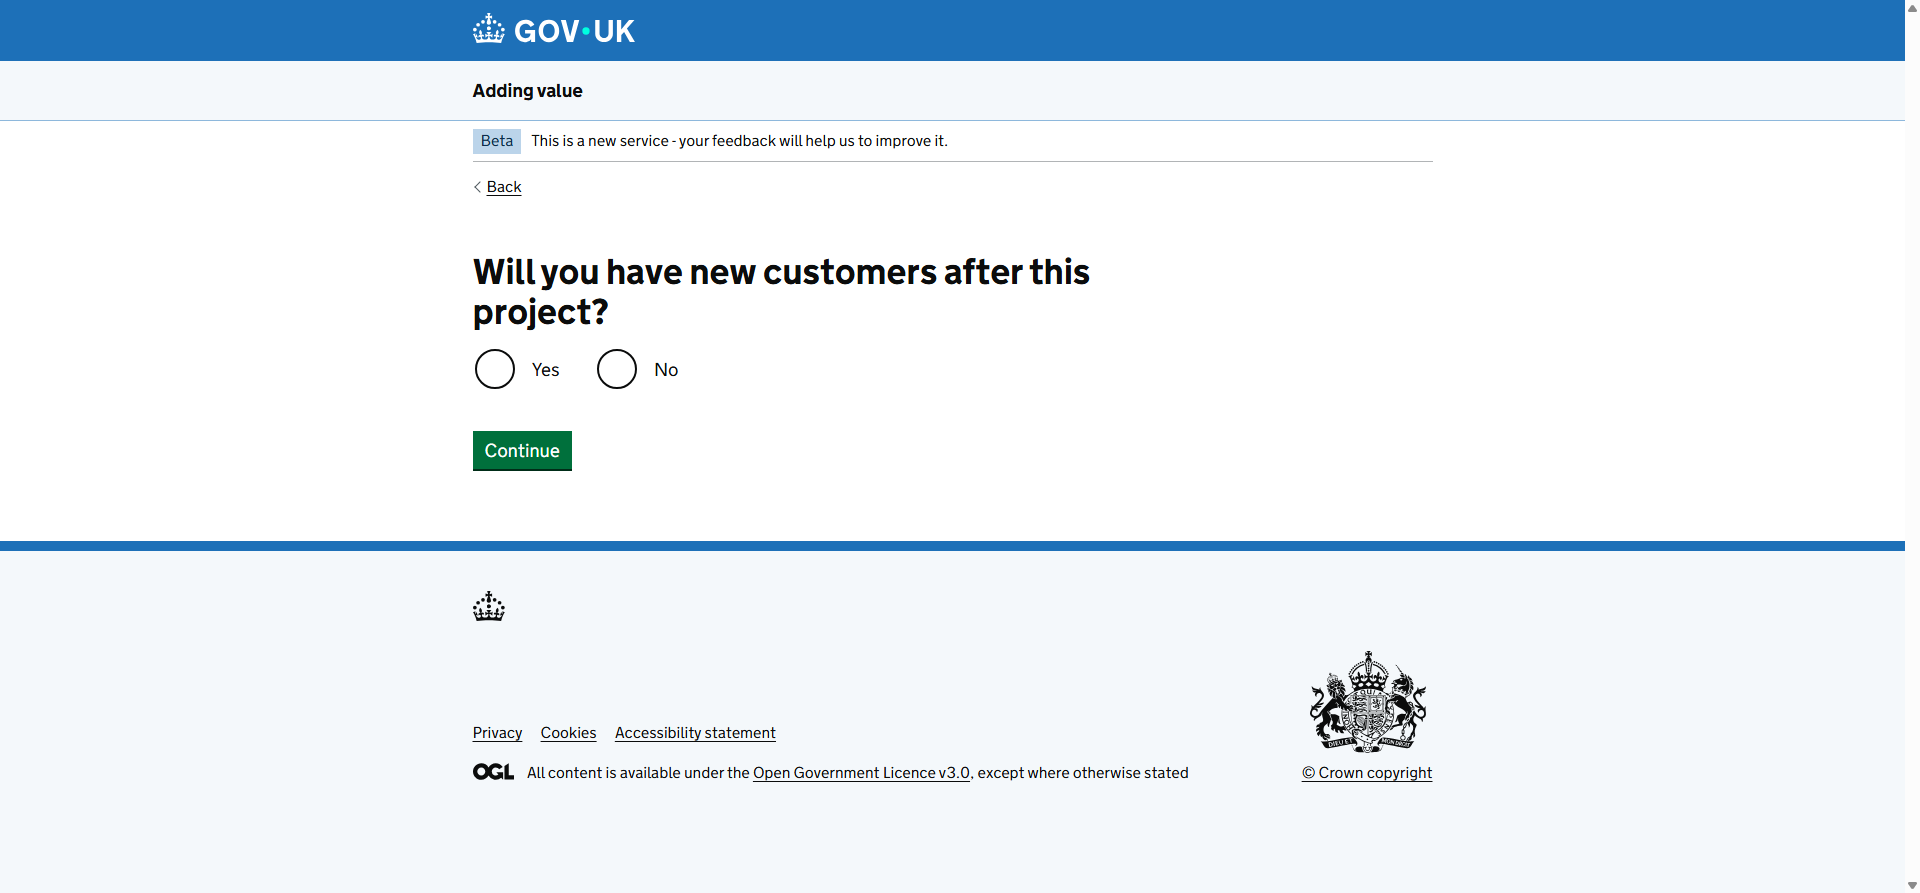 GOV·UK
Adding value
Beta This is a new service - your feedback will help us to improve it.
Back
Will you have new customers after this
project?
Yes No
Continue
Privacy Cookies Accessibility statement
OGL All content is available under the Open Government Licence v3.0, except where otherwise stated
© Crown copyright